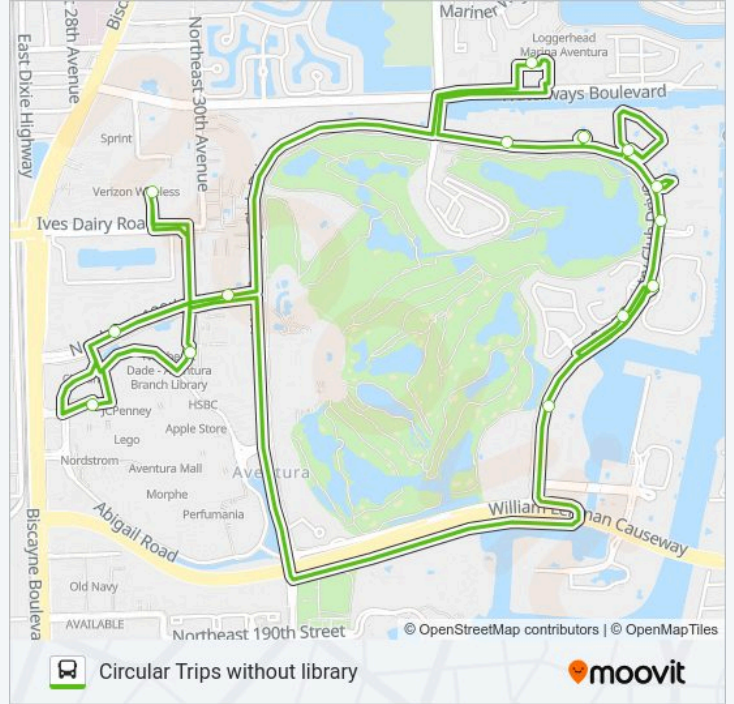 Mariner
Loggerhead
Marina Aventura
Waterways Boulevard
28th Avenue
East Dixie Highway
Northeast 30th Avenue
Sprint
Verizon Wireless
Ives Dairy Road
Dade - Aventura
Branch Library
JCPenney
HSBC
Lego
Apple Store
Nordstrom
Aventura Mall
Aventura
Morphe
Perfumania
William Lehman Causeway
Abigail Road
Biscayne Bouleva
Old Navy
AVAILABLE
Northeast 190th Street
© OpenStreetMap contributors | © OpenMapTiles
Circular Trips without library
moovit